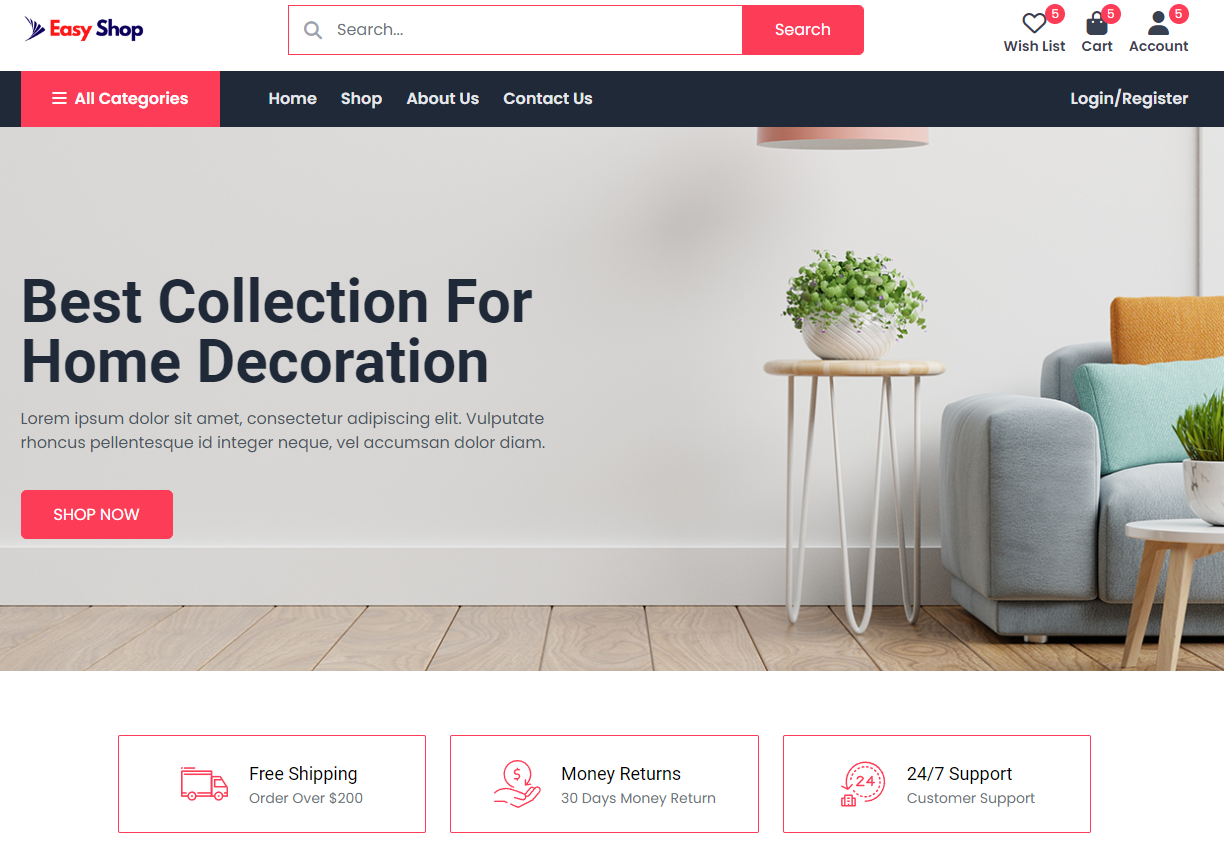 Easy Shop
Search...
Search
5
Wish List
5
Cart
5
Account
All Categories
Home
Shop
About Us
Contact Us
Login/Register
Best Collection For
Home Decoration
Lorem ipsum dolor sit amet, consectetur adipiscing elit. Vulputate
rhoncus pellentesque id integer neque, vel accumsan dolor diam.
SHOP NOW
Free Shipping
Order Over $200
$
Money Returns
30 Days Money Return
24
24/7 Support
Customer Support